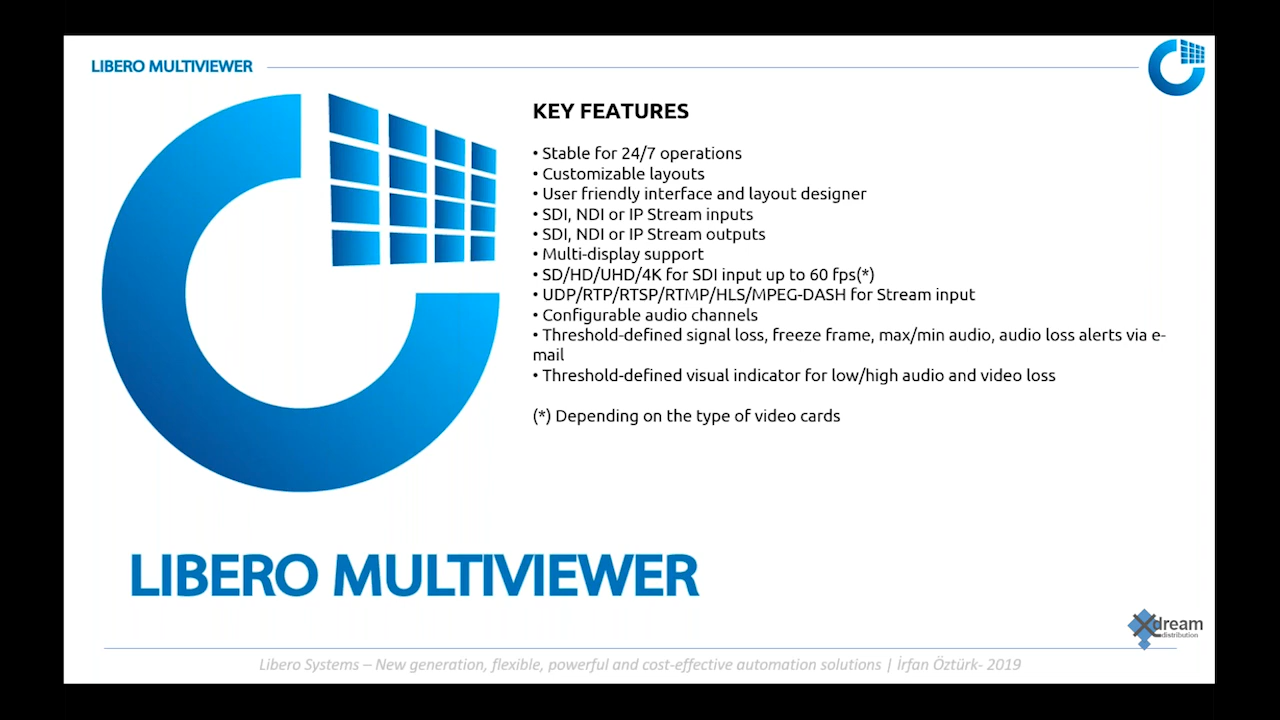 LIBERO MULTIVIEWER
KEY FEATURES
• Stable for 24/7 operations
• Customizable layouts
• User friendly interface and layout designer
• SDI, NDI or IP Stream inputs
• SDI, NDI or IP Stream outputs
• Multi-display support
• SD/HD/UHD/4K for SDI input up to 60 fps(*)
• UDP/RTP/RTSP/RTMP/HLS/MPEG-DASH for Stream input
• Configurable audio channels
• Threshold-defined signal loss, freeze frame, max/min audio, audio loss alerts via e-
mail
• Threshold-defined visual indicator for low/high audio and video loss
(*) Depending on the type of video cards
LIBERO MULTIVIEWER
Xdream
distribution
Libero Systems – New generation, flexible, powerful and cost-effective automation solutions | İrfan Öztürk- 2019